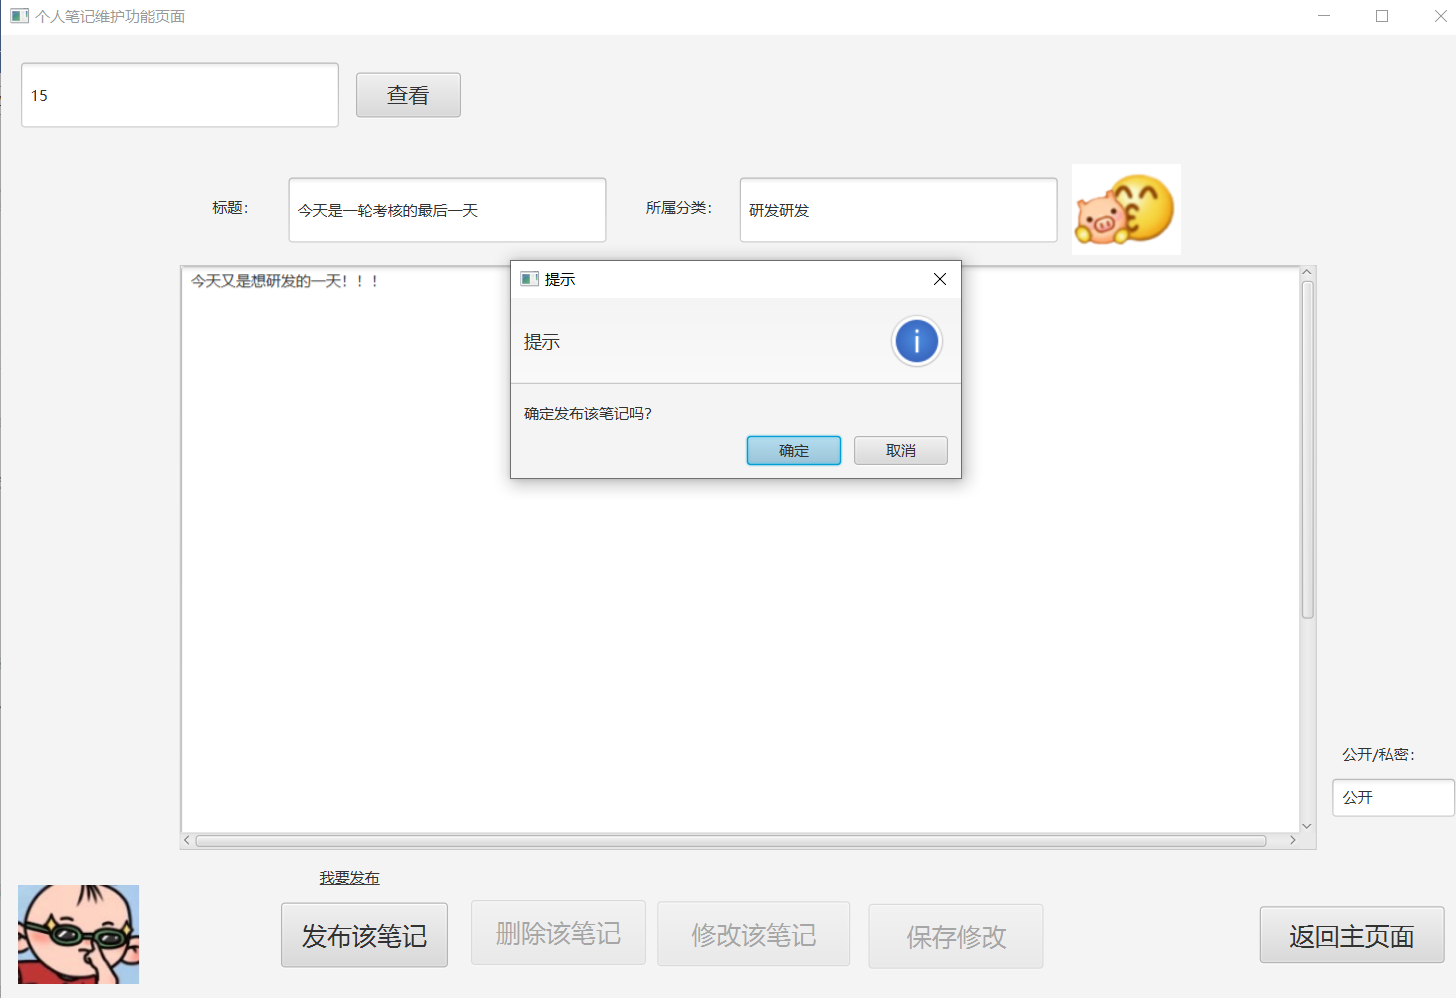 个人笔记维护功能页面
15
查看
标题：
今天是一轮考核的最后一天
所属分类：
研发研发
今天又是想研发的一天！！！
提示
提示
确定发布该笔记吗？
确定
取消
公开/私密：
公开
我要发布
发布该笔记
删除该笔记
修改该笔记
保存修改
返回主页面